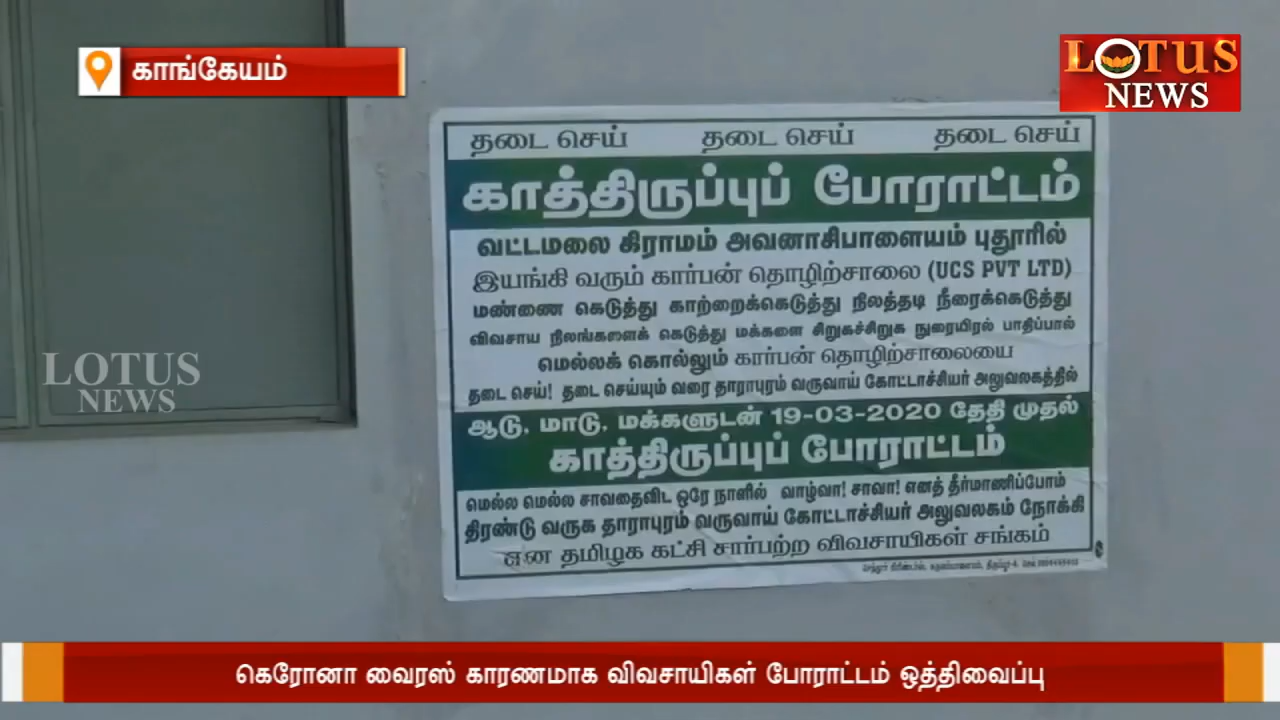 காங்கேயம்
LOTUS
NEWS
தடை செய் தடை செய் தடை செய்
காத்திருப்புப் போராட்டம்
வட்டமலை கிராமம் அவனாசிபாளையம் புதூரில்
இயங்கி வரும் கார்பன் தொழிற்சாலை (UCS PVT LTD)
மண்ணை கெடுத்து காற்றைக்கெடுத்து நிலத்தடி நீரைக்கெடுத்து
விவசாய நிலங்களைக் கெடுத்து மக்களை சிறுகச்சிறுக நுரையிரல் பாதிப்பால்
மெல்லக் கொல்லும் கார்பன் தொழிற்சாலையை
தடை செய்! தடை செய்யும் வரை தாராபுரம் வருவாய் கோட்டாச்சியர் அலுவலகத்தில்
ஆடு, மாடு, மக்களுடன் 19-03-2020 தேதி முதல்
காத்திருப்புப் போராட்டம்
மெல்ல மெல்ல சாவதைவிட ஒரே நாளில் வாழ்வா! சாவா! எனத் தீர்மாணிப்போம்
திரண்டு வருக தாராபுரம் வருவாய் கோட்டாச்சியர் அலுவலகம் நோக்கி
என தமிழக கட்சி சார்பற்ற விவசாயிகள் சங்கம்
LOTUS
NEWS
கெரோனா வைரஸ் காரணமாக விவசாயிகள் போராட்டம் ஒத்திவைப்பு